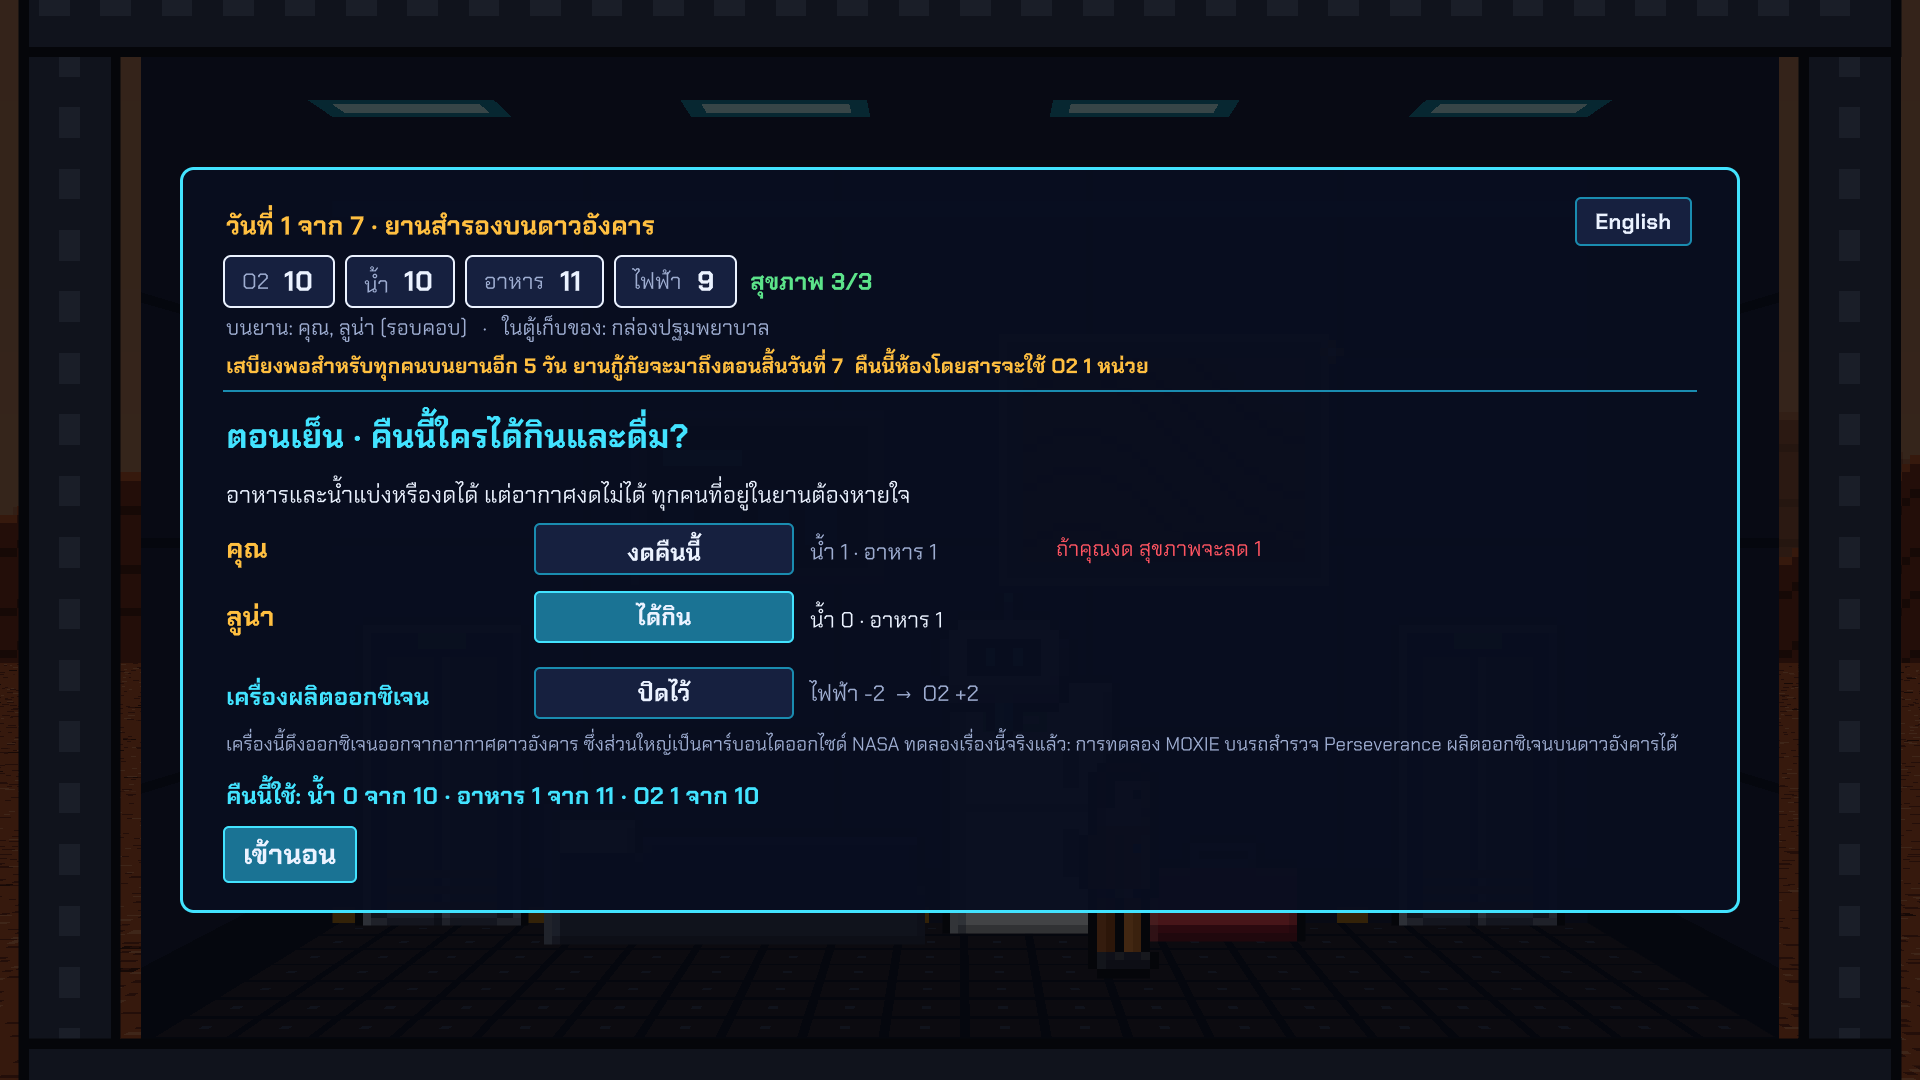 วันที่ 1 จาก 7 · ยานสำรองบนดาวอังคาร
English
O2 10 น้ำ 10 อาหาร 11 ไฟฟ้า 9 สุขภาพ 3/3
บนยาน: คุณ, ลูน่า (รอบคอบ) · ในตู้เก็บของ: กล่องปฐมพยาบาล
เสบียงพอสำหรับทุกคนบนยานอีก 5 วัน ยานกู้ภัยจะมาถึงตอนสิ้นวันที่ 7 คืนนี้ห้องโดยสารจะใช้ O2 1 หน่วย
ตอนเย็น · คืนนี้ใครได้กินและดื่ม?
อาหารและน้ำแบ่งหรืองดได้ แต่อากาศงดไม่ได้ ทุกคนที่อยู่ในยานต้องหายใจ
คุณ งดคืนนี้ น้ำ 1 · อาหาร 1 ถ้าคุณงด สุขภาพจะลด 1
ลูน่า ได้กิน น้ำ 0 · อาหาร 1
เครื่องผลิตออกซิเจน ปิดไว้ ไฟฟ้า -2 → O2 +2
เครื่องนี้ดึงออกซิเจนออกจากอากาศดาวอังคาร ซึ่งส่วนใหญ่เป็นคาร์บอนไดออกไซด์ NASA ทดลองเรื่องนี้จริงแล้ว: การทดลอง MOXIE บนรถสำรวจ Perseverance ผลิตออกซิเจนบนดาวอังคารได้
คืนนี้ใช้: น้ำ 0 จาก 10 · อาหาร 1 จาก 11 · O2 1 จาก 10
เข้านอน